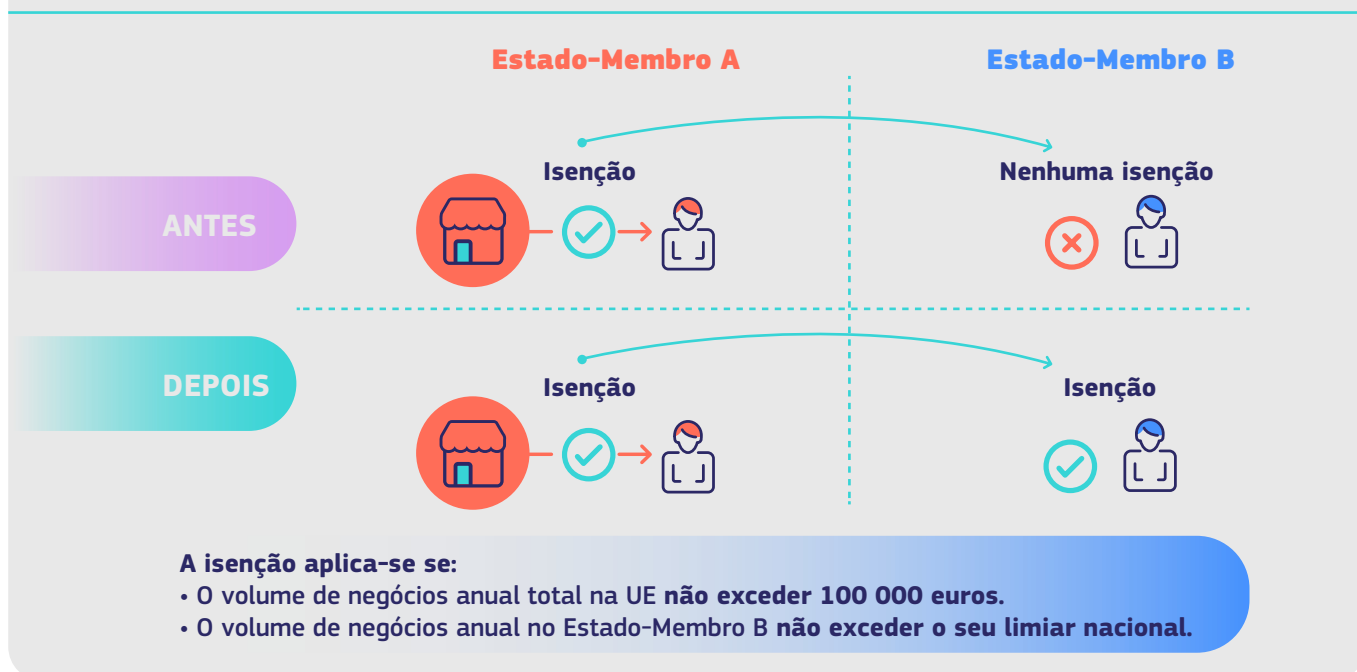 Estado-Membro A
Estado-Membro B
ANTES
Isenção
Nenhuma isenção
DEPOIS
Isenção
Isenção
A isenção aplica-se se:
• O volume de negócios anual total na UE não exceder 100 000 euros.
• O volume de negócios anual no Estado-Membro B não exceder o seu limiar nacional.